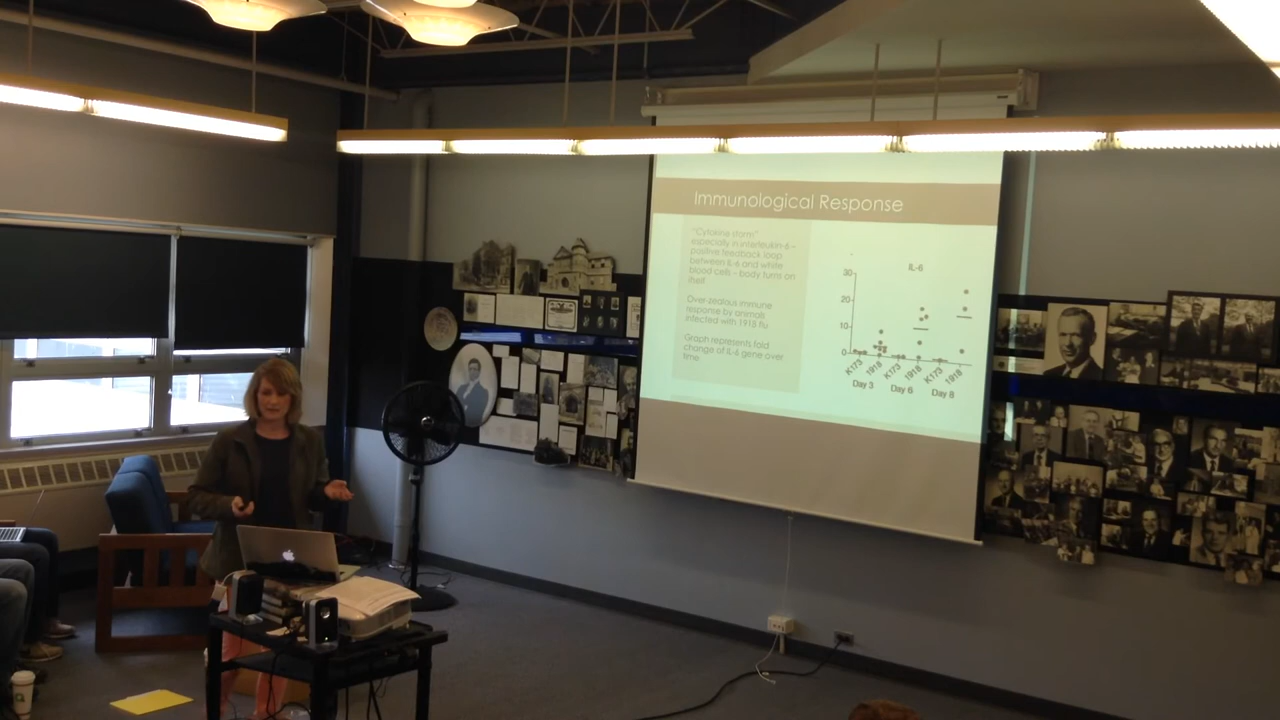 Immunological Response
"Cytokine storm"
especially in interleukin-6 –
positive feedback loop
between IL-6 and white
blood cells – body turns on
itself
Over-zealous immune
response by animals
infected with 1918 flu
Graph represents fold
change of IL-6 gene over
time
IL-6
30
20
10
0
K173 1918 K173 1918 K173 1918
Day 3 Day 6 Day 8